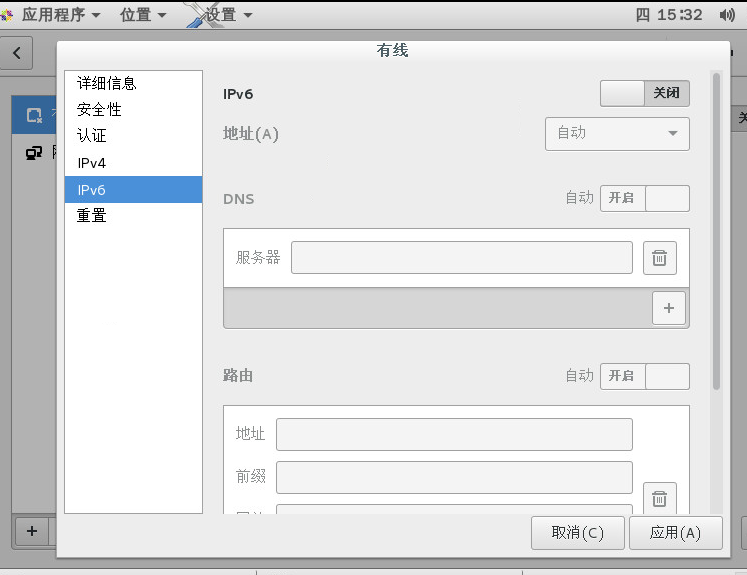 应用程序 位置 设置 四 15:32
有线
详细信息
安全性
认证
IPv4
IPv6
重置
IPv6 关闭
地址(A) 自动
DNS 自动 开启
服务器
+
路由 自动 开启
地址
前缀
+
取消(C) 应用(A)